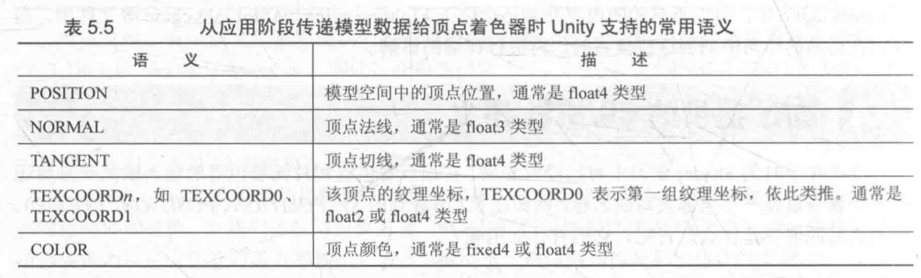 表 5.5 从应用阶段传递模型数据给顶点着色器时 Unity 支持的常用语义
语 义 描 述
POSITION 模型空间中的顶点位置，通常是 float4 类型
NORMAL 顶点法线，通常是 float3 类型
TANGENT 顶点切线，通常是 float4 类型
TEXCOORDn，如 TEXCOORD0、 该顶点的纹理坐标，TEXCOORD0 表示第一组纹理坐标，依此类推。通常是
TEXCOORD1 float2 或 float4 类型
COLOR 顶点颜色，通常是 fixed4 或 float4 类型